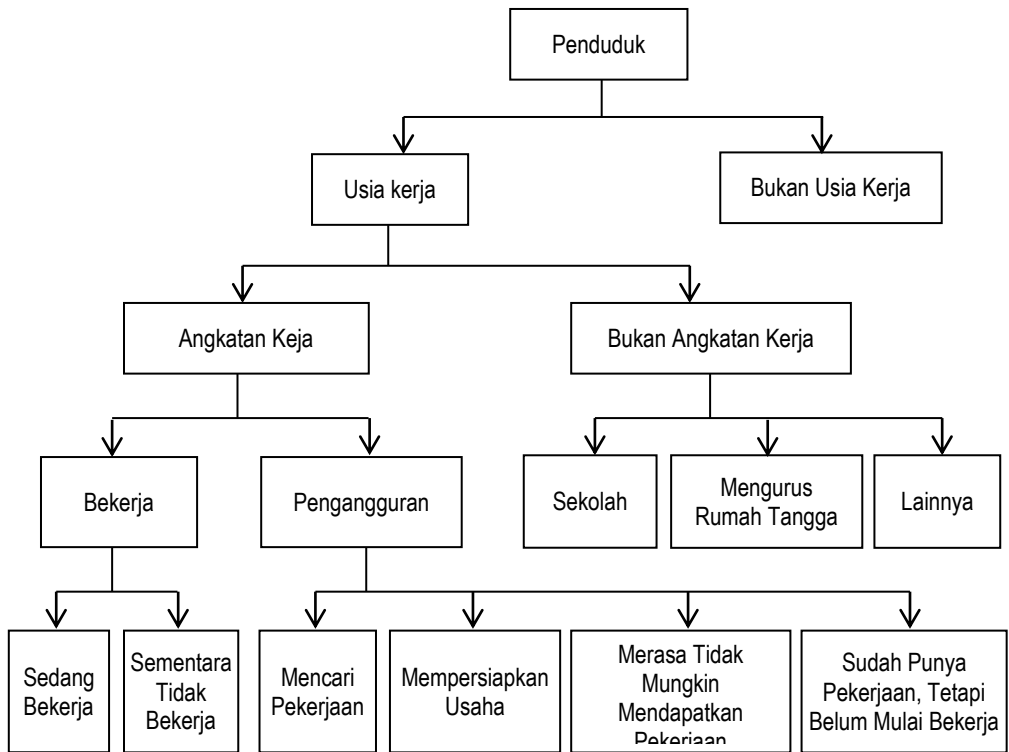 Penduduk
Usia kerja
Bukan Usia Kerja
Angkatan Keja
Bukan Angkatan Kerja
Bekerja
Pengangguran
Sekolah
Mengurus
Rumah Tangga
Lainnya
Sedang
Bekerja
Sementara
Tidak
Bekerja
Mencari
Pekerjaan
Mempersiapkan
Usaha
Merasa Tidak
Mungkin
Mendapatkan
Pekerjaan
Sudah Punya
Pekerjaan, Tetapi
Belum Mulai Bekerja